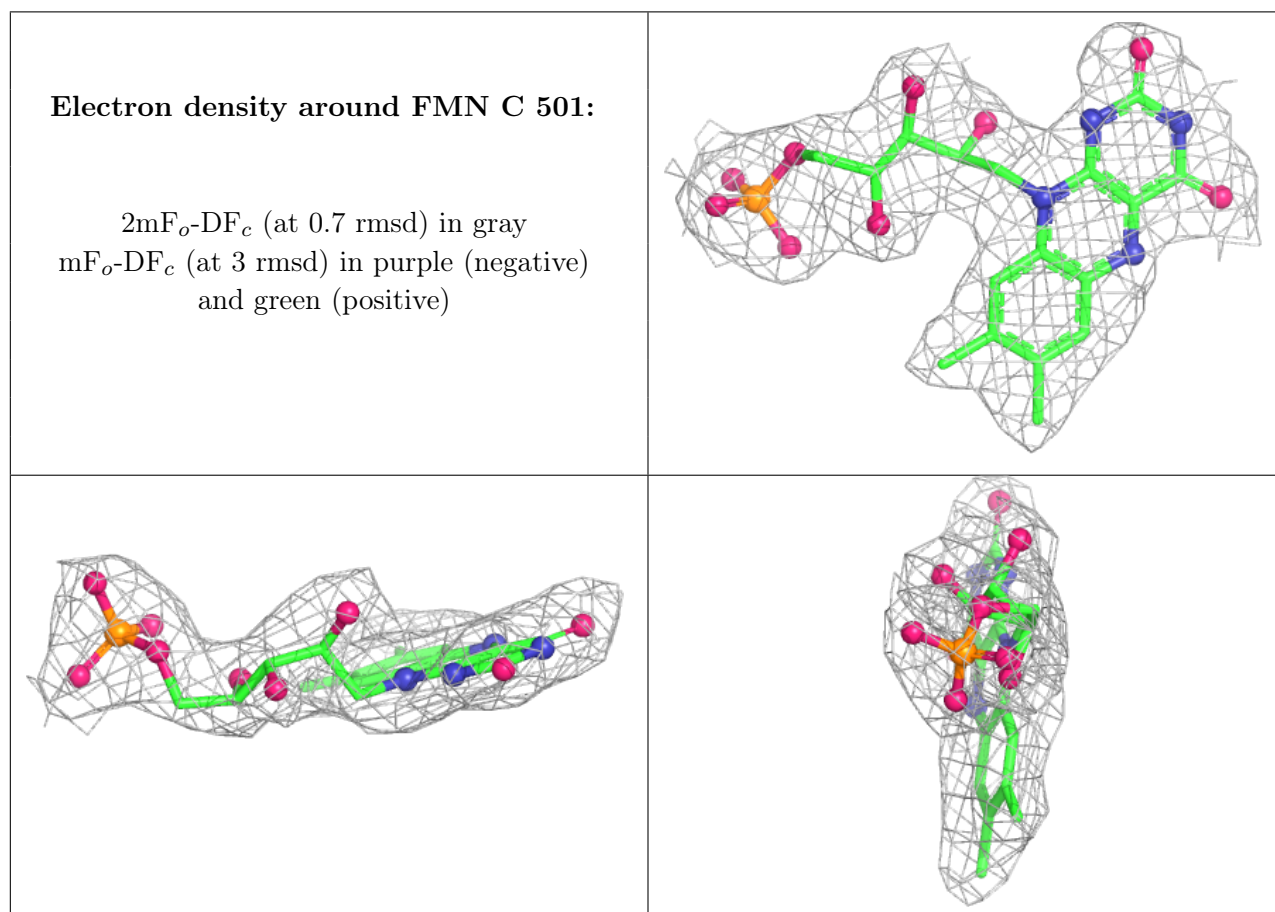 Electron density around FMN C 501:
2mFo-DFc (at 0.7 rmsd) in gray
mFo-DFc (at 3 rmsd) in purple (negative)
and green (positive)